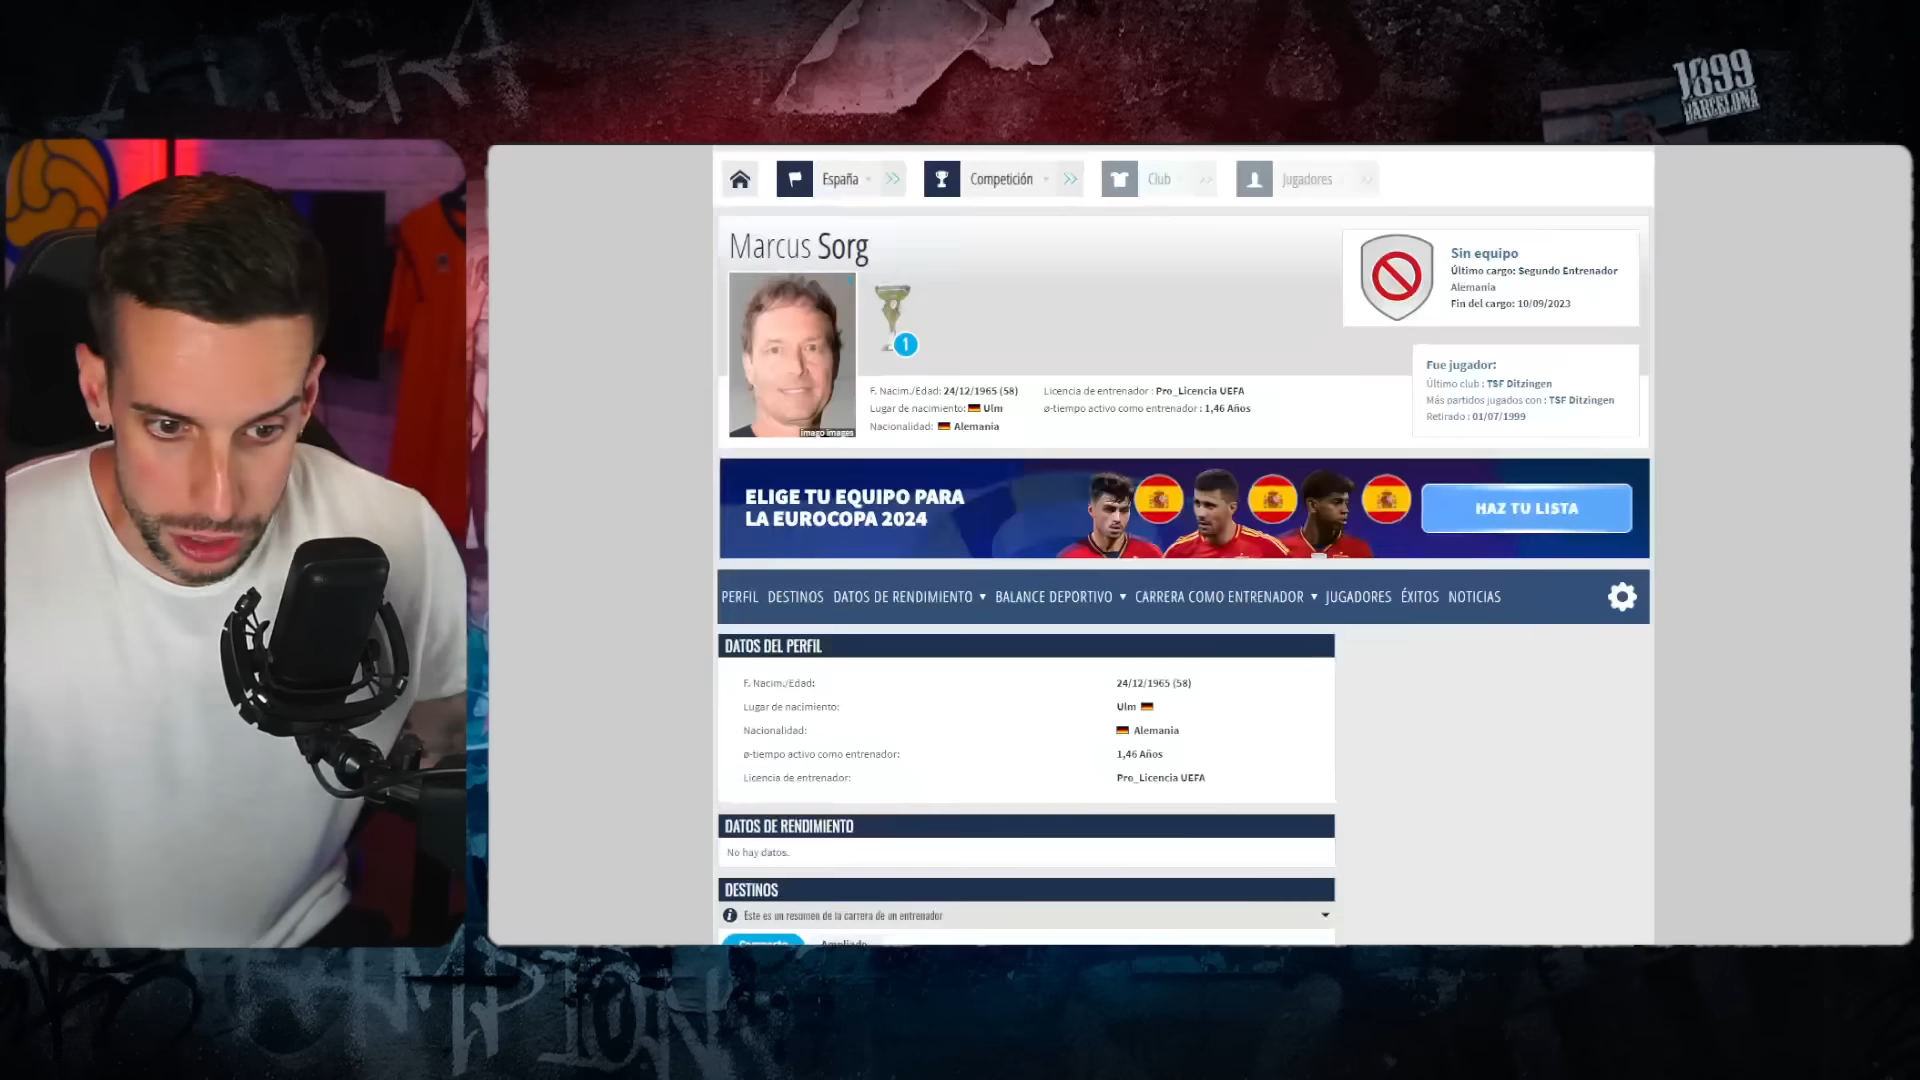 1899
BARCELONA
España
Competición
Club
Jugadores
Marcus Sorg
1
imago images
F. Nacim./Edad: 24/12/1965 (58)
Lugar de nacimiento: Ulm
Nacionalidad: Alemania
Licencia de entrenador : Pro_Licencia UEFA
ø-tiempo activo como entrenador : 1,46 Años
Sin equipo
Último cargo: Segundo Entrenador
Alemania
Fin del cargo: 10/09/2023
Fue jugador:
Último club : TSF Ditzingen
Más partidos jugados con : TSF Ditzingen
Retirado : 01/07/1999
ELIGE TU EQUIPO PARA
LA EUROCOPA 2024
HAZ TU LISTA
PERFIL DESTINOS DATOS DE RENDIMIENTO BALANCE DEPORTIVO CARRERA COMO ENTRENADOR JUGADORES ÉXITOS NOTICIAS
DATOS DEL PERFIL
F. Nacim./Edad: 24/12/1965 (58)
Lugar de nacimiento: Ulm
Nacionalidad: Alemania
ø-tiempo activo como entrenador: 1,46 Años
Licencia de entrenador: Pro_Licencia UEFA
DATOS DE RENDIMIENTO
No hay datos.
DESTINOS
Este es un resumen de la carrera de un entrenador
Compacto Ampliado